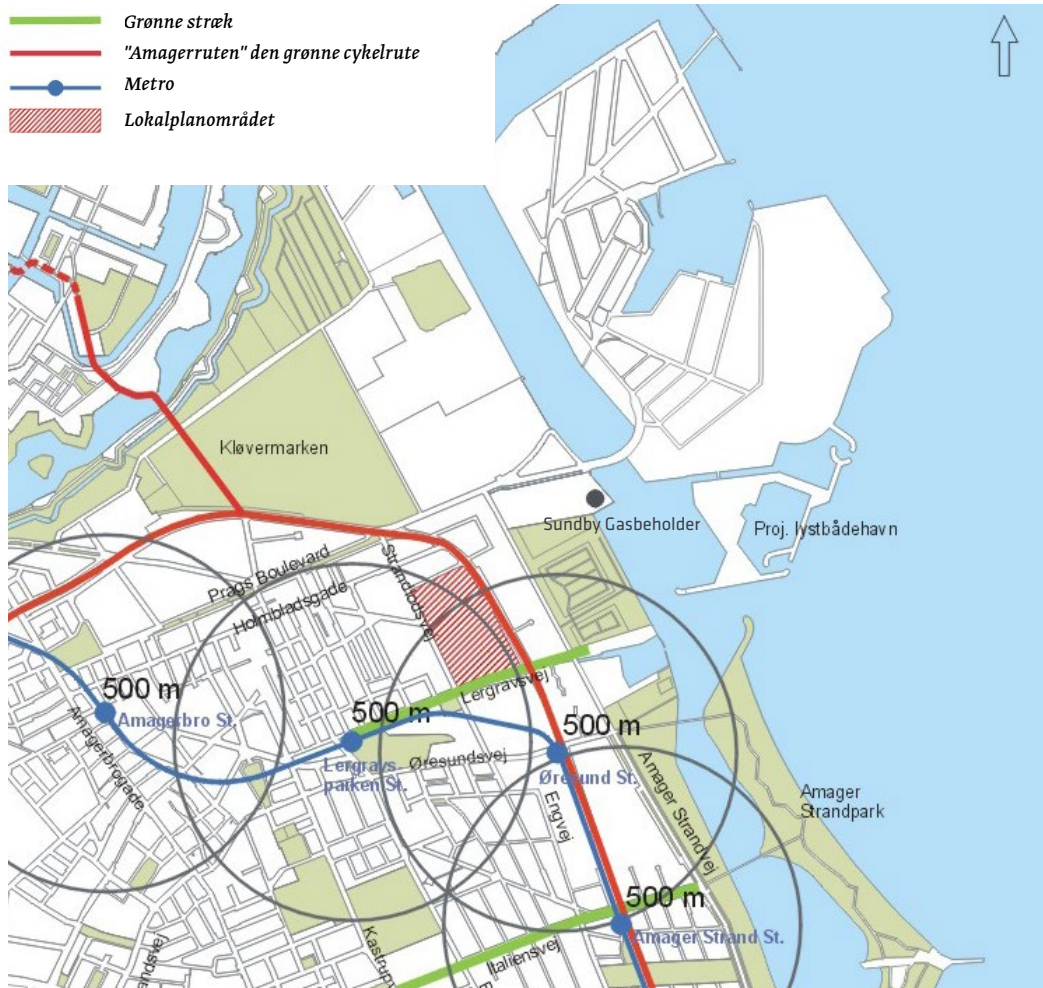 Grønne stræk
"Amagerruten" den grønne cykelrute
Metro
Lokalplanområdet
Kløvermarken
Sundby Gasbeholder
Proj. lystbådehavn
Prags Boulevard
Strandlodsvej
Holmbladsgade
Lergravsvej
500 m
Amagerbro St.
500 m
500 m
Amagerbrogade
Lergravs-
parken St.
Øresundsvej
Øresund St.
Engvej
Amager Strandvej
Amager
Strandpark
500 m
Amager Strand St.
Italiensvej